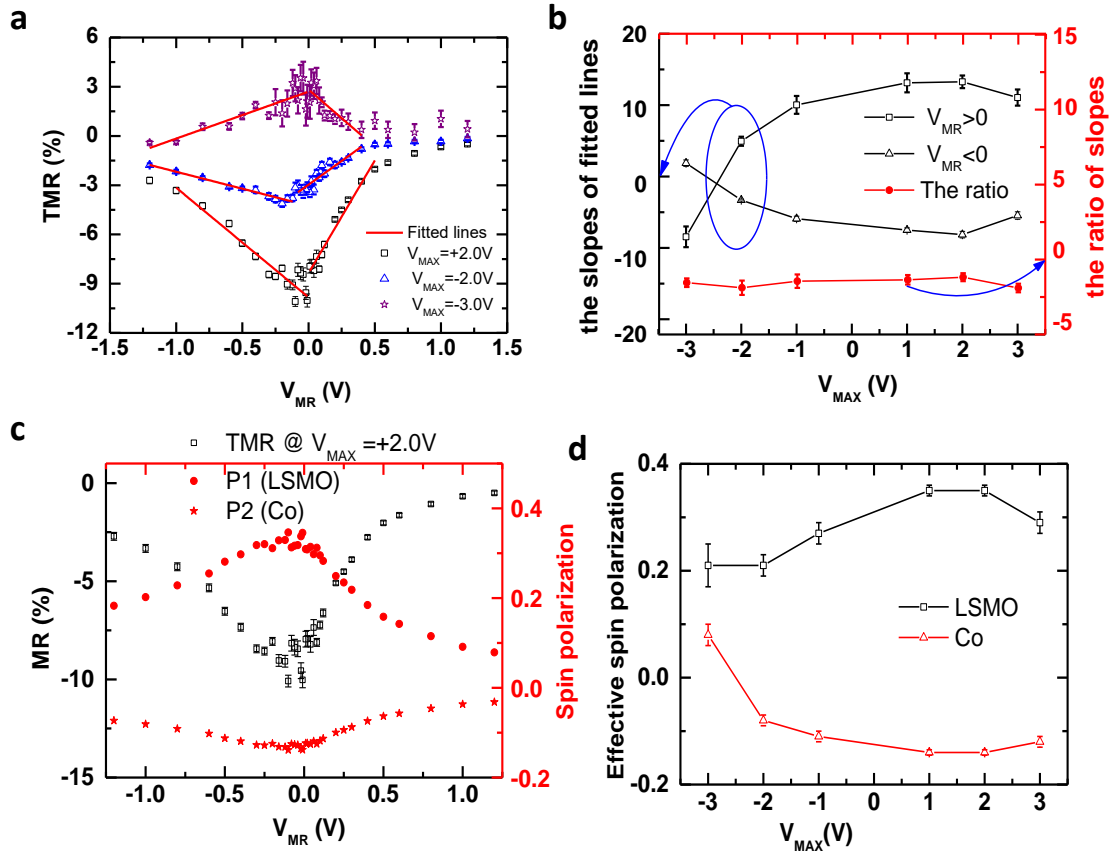 a
TMR (%)
6
3
0
-3
-6
-9
-12
Fitted lines
V_MAX=+2.0V
V_MAX=-2.0V
V_MAX=-3.0V
-1.5 -1.0 -0.5 0.0 0.5 1.0 1.5
V_MR (V)
b
the slopes of fitted lines
20
10
0
-10
-20
V_MR>0
V_MR<0
The ratio
15
10
5
0
-5
the ratio of slopes
-3 -2 -1 0 1 2 3
V_MAX (V)
c
TMR @ V_MAX =+2.0V
P1 (LSMO)
P2 (Co)
MR (%)
0
-5
-10
-15
0.4
0.2
0.0
-0.2
Spin polarization
-1.0 -0.5 0.0 0.5 1.0
V_MR (V)
d
Effective spin polarization
0.4
0.2
0.0
-0.2
LSMO
Co
-3 -2 -1 0 1 2 3
V_MAX(V)